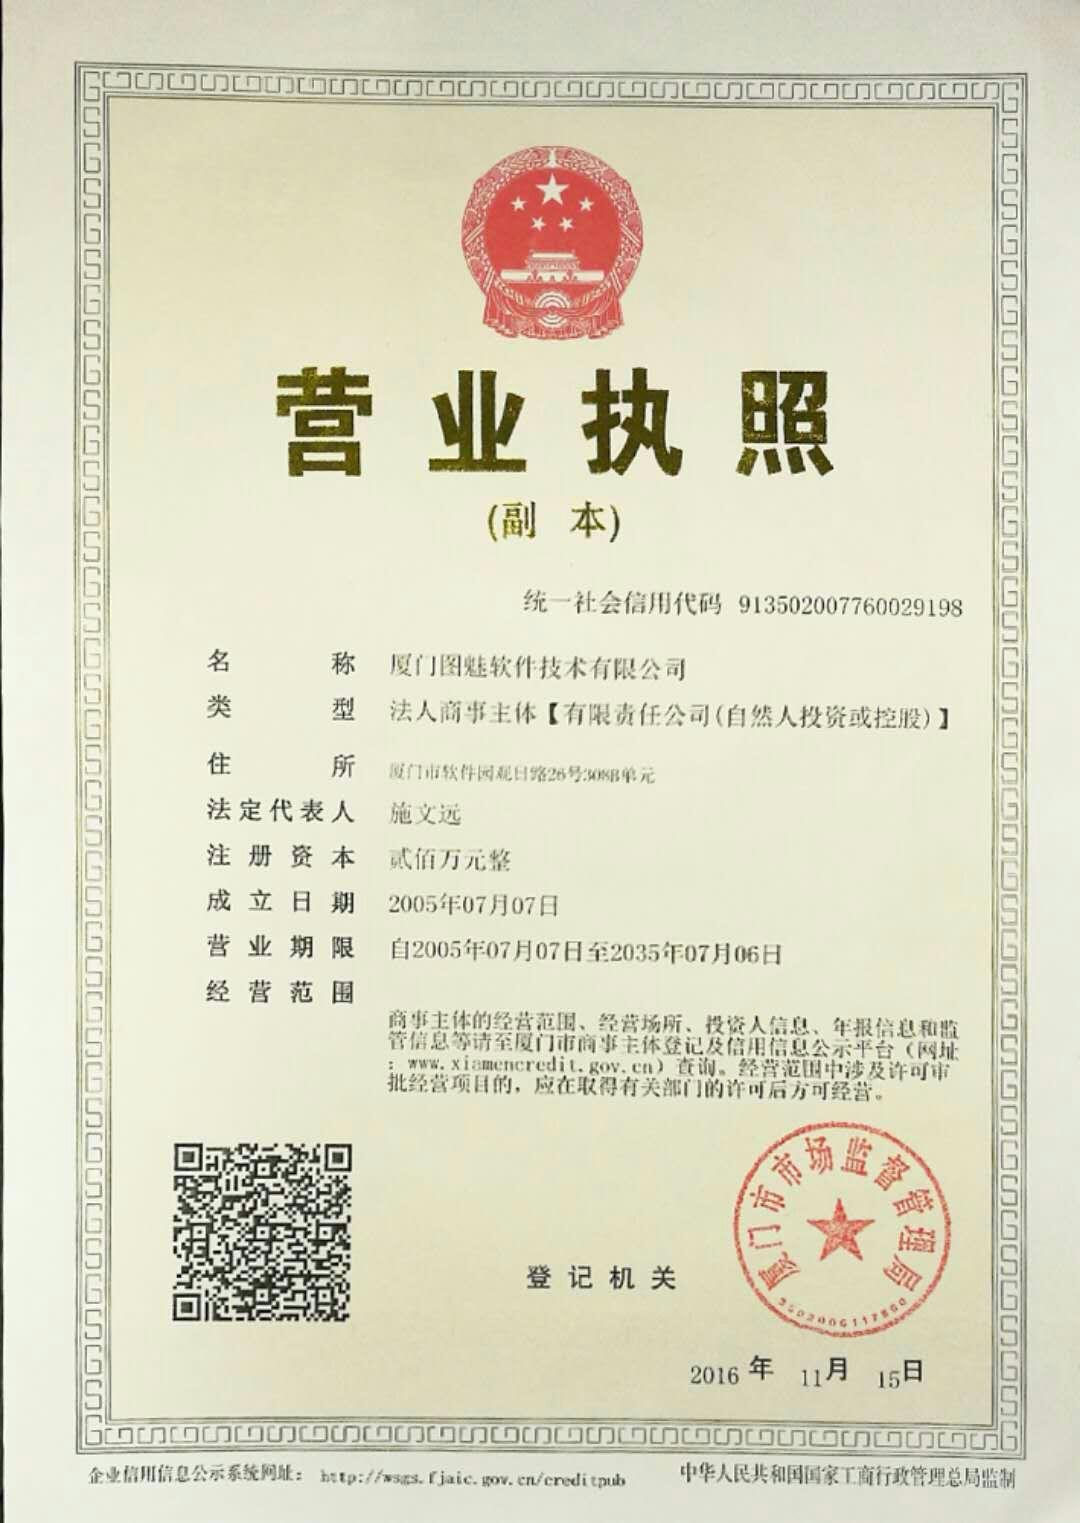 营业执照
(副 本)
统一社会信用代码 913502007760029198
名 称 厦门图魅软件技术有限公司
类 型 法人商事主体【有限责任公司(自然人投资或控股)】
住 所 厦门市软件园观日路26号308B单元
法定代表人 施文远
注册资本 贰佰万元整
成立日期 2005年07月07日
营业期限 自2005年07月07日至2035年07月06日
经营范围
商事主体的经营范围、经营场所、投资人信息、年报信息和监
管信息等请至厦门市商事主体登记及信用信息公示平台（网址
：www.xiamencredit.gov.cn）查询。经营范围中涉及许可审
批经营项目的，应在取得有关部门的许可后方可经营。
厦门市市场监督管理局
登记机关
3502006117860
2016 年 11月 15日
企业信用信息公示系统网址： http://wsgs.fjaic.gov.cn/creditpub
中华人民共和国国家工商行政管理总局监制